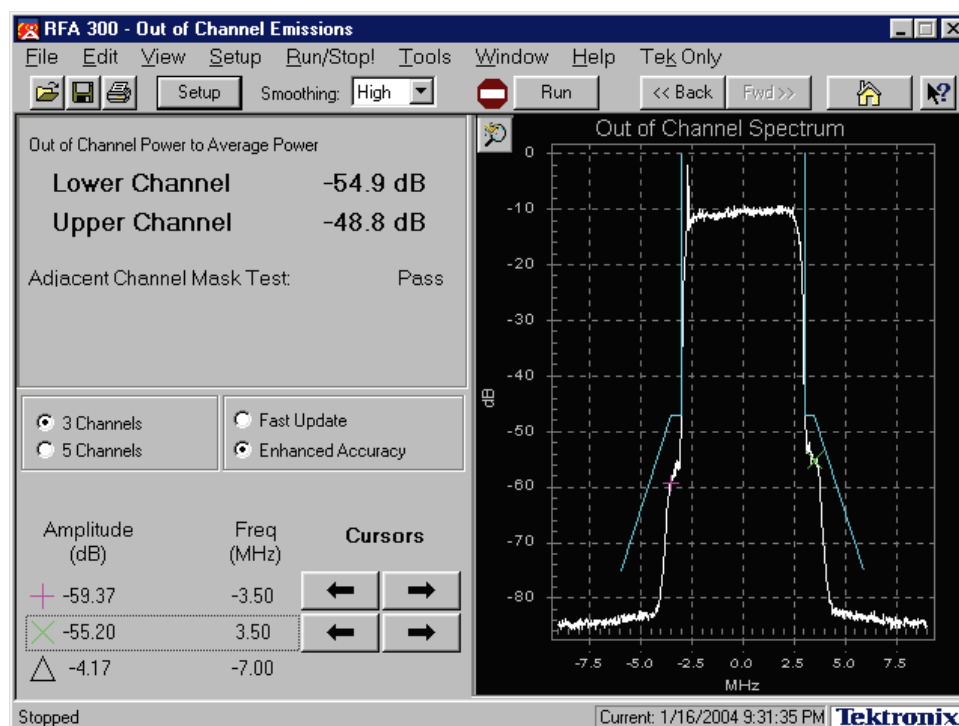 RFA 300 - Out of Channel Emissions
File Edit View Setup Run/Stop! Tools Window Help Tek Only
Setup Smoothing: High Run << Back Fwd >>
Out of Channel Power to Average Power
Lower Channel -54.9 dB
Upper Channel -48.8 dB
Adjacent Channel Mask Test: Pass
3 Channels
5 Channels
Fast Update
Enhanced Accuracy
Amplitude (dB) Freq (MHz) Cursors
-59.37 -3.50
-55.20 3.50
-4.17 -7.00
Out of Channel Spectrum
0
-10
-20
-30
-40
dB
-50
-60
-70
-80
-7.5 -5.0 -2.5 0.0 2.5 5.0 7.5
MHz
Stopped Current: 1/16/2004 9:31:35 PM Tektronix